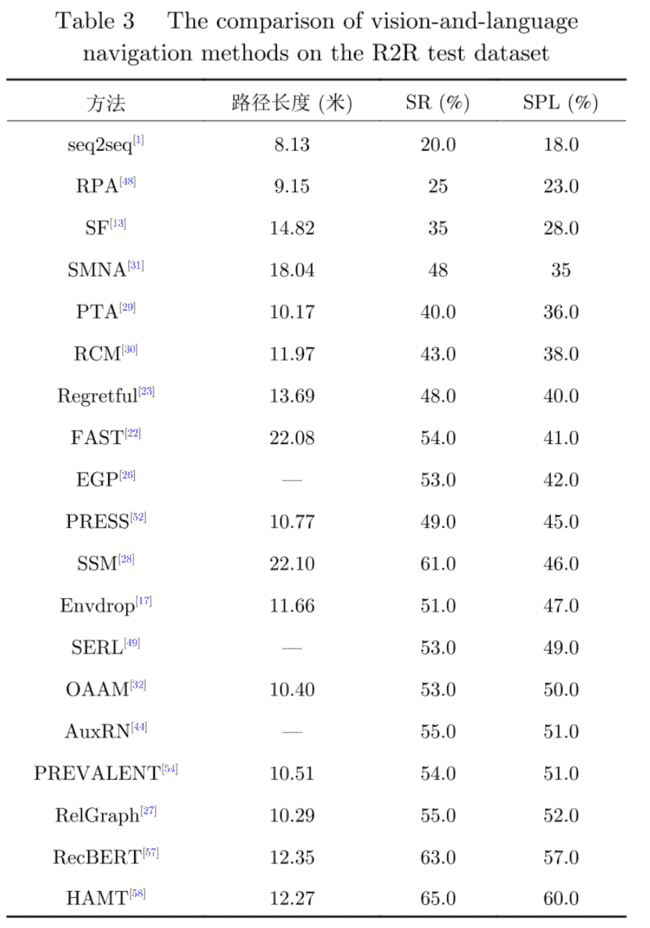 Table 3 The comparison of vision-and-language
navigation methods on the R2R test dataset
方法 路径长度 (米) SR (%) SPL (%)
seq2seq[1] 8.13 20.0 18.0
RPA[48] 9.15 25 23.0
SF[13] 14.82 35 28.0
SMNA[31] 18.04 48 35
PTA[29] 10.17 40.0 36.0
RCM[30] 11.97 43.0 38.0
Regretful[23] 13.69 48.0 40.0
FAST[22] 22.08 54.0 41.0
EGP[26] — 53.0 42.0
PRESS[52] 10.77 49.0 45.0
SSM[28] 22.10 61.0 46.0
Envdrop[17] 11.66 51.0 47.0
SERL[49] — 53.0 49.0
OAAM[32] 10.40 53.0 50.0
AuxRN[44] — 55.0 51.0
PREVALENT[54] 10.51 54.0 51.0
RelGraph[27] 10.29 55.0 52.0
RecBERT[57] 12.35 63.0 57.0
HAMT[58] 12.27 65.0 60.0